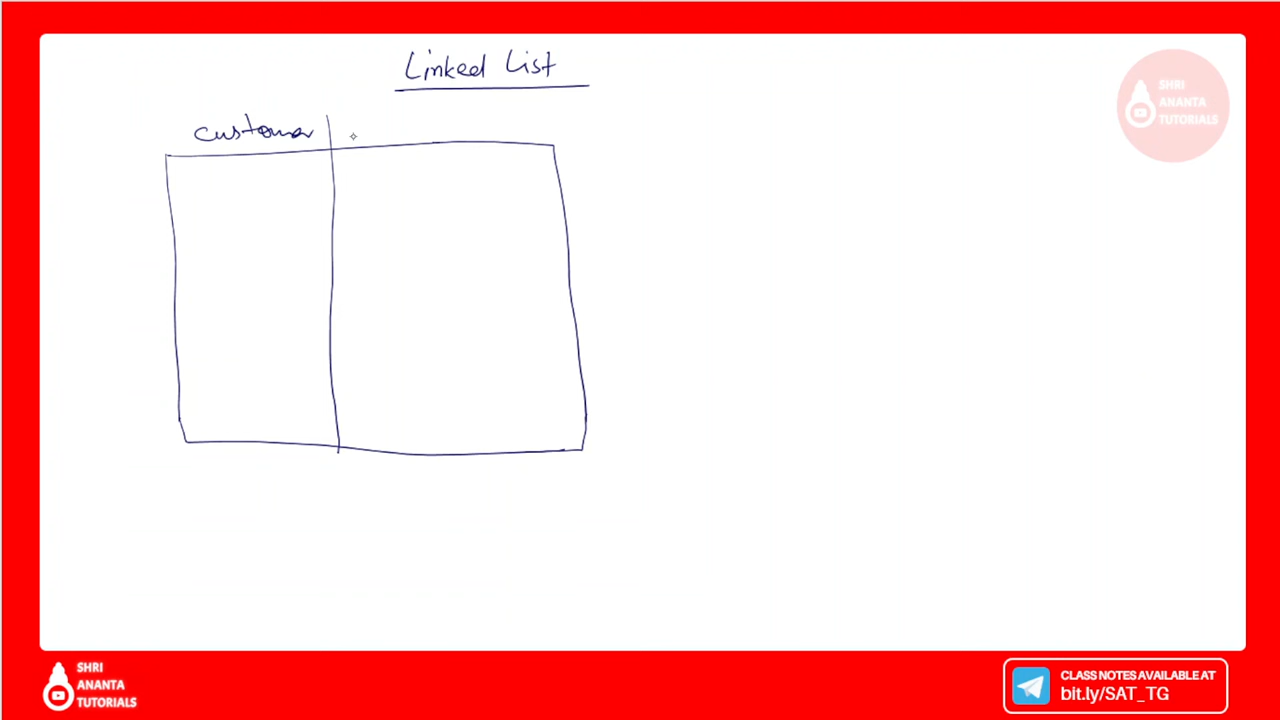 Linked List
customer
SHRI
ANANTA
TUTORIALS
SHRI
ANANTA
TUTORIALS
CLASS NOTES AVAILABLE AT
bit.ly/SAT_TG